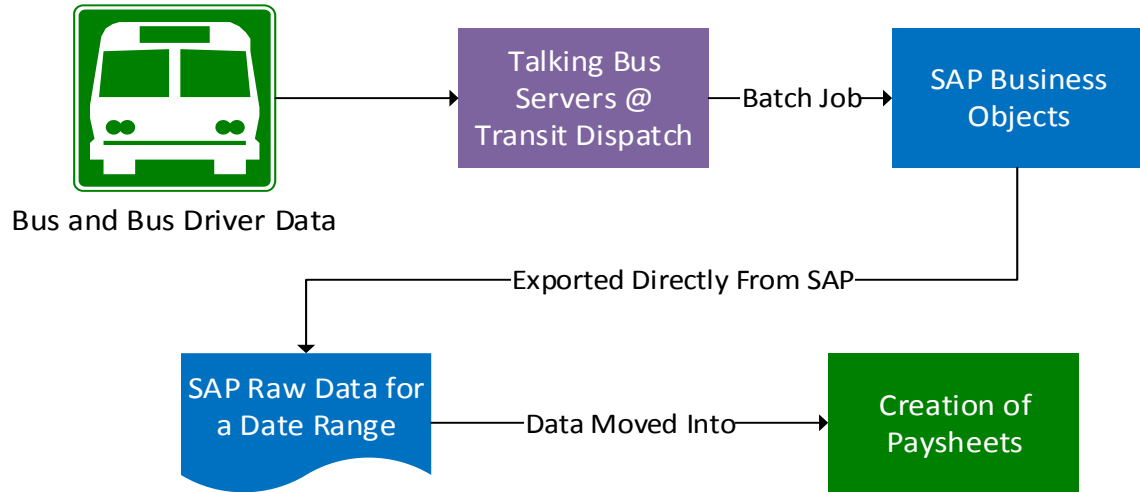 Talking Bus
Servers @
Transit Dispatch
Batch Job
SAP Business
Objects
Bus and Bus Driver Data
Exported Directly From SAP
SAP Raw Data for
a Date Range
Data Moved Into
Creation of
Paysheets